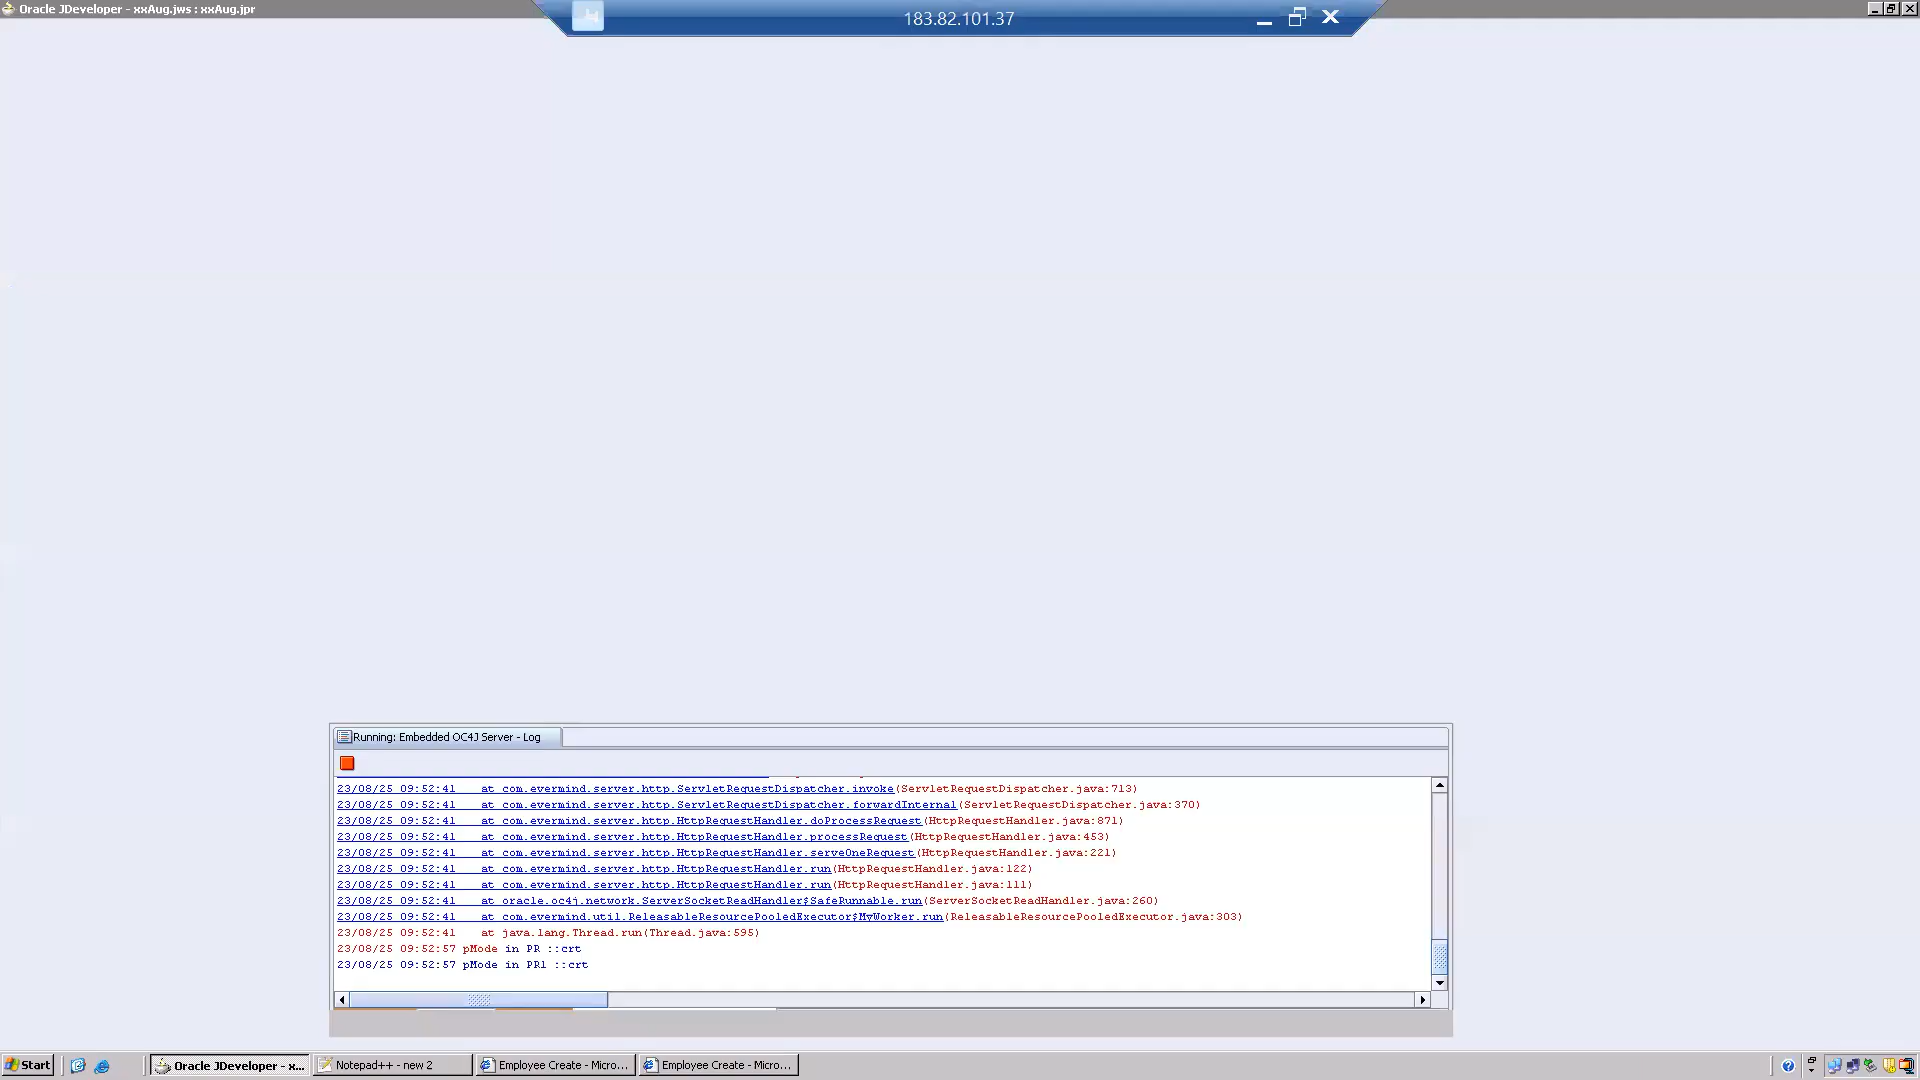 Oracle JDeveloper - xxAug.jws : xxAug.jpr
183.82.101.37
Running: Embedded OC4J Server - Log
23/08/25 09:52:41 at com.evermind.server.http.ServletRequestDispatcher.invoke(ServletRequestDispatcher.java:713)
23/08/25 09:52:41 at com.evermind.server.http.ServletRequestDispatcher.forwardInternal(ServletRequestDispatcher.java:370)
23/08/25 09:52:41 at com.evermind.server.http.HttpRequestHandler.doProcessRequest(HttpRequestHandler.java:871)
23/08/25 09:52:41 at com.evermind.server.http.HttpRequestHandler.processRequest(HttpRequestHandler.java:453)
23/08/25 09:52:41 at com.evermind.server.http.HttpRequestHandler.serveOneRequest(HttpRequestHandler.java:221)
23/08/25 09:52:41 at com.evermind.server.http.HttpRequestHandler.run(HttpRequestHandler.java:122)
23/08/25 09:52:41 at com.evermind.server.http.HttpRequestHandler.run(HttpRequestHandler.java:111)
23/08/25 09:52:41 at oracle.oc4j.network.ServerSocketReadHandler$SafeRunnable.run(ServerSocketReadHandler.java:260)
23/08/25 09:52:41 at com.evermind.util.ReleasableResourcePooledExecutor$MyWorker.run(ReleasableResourcePooledExecutor.java:303)
23/08/25 09:52:41 at java.lang.Thread.run(Thread.java:595)
23/08/25 09:52:57 pMode in PR ::crt
23/08/25 09:52:57 pMode in PR1 ::crt
Start
Oracle JDeveloper - x...
Notepad++ - new 2
Employee Create - Micro...
Employee Create - Micro...